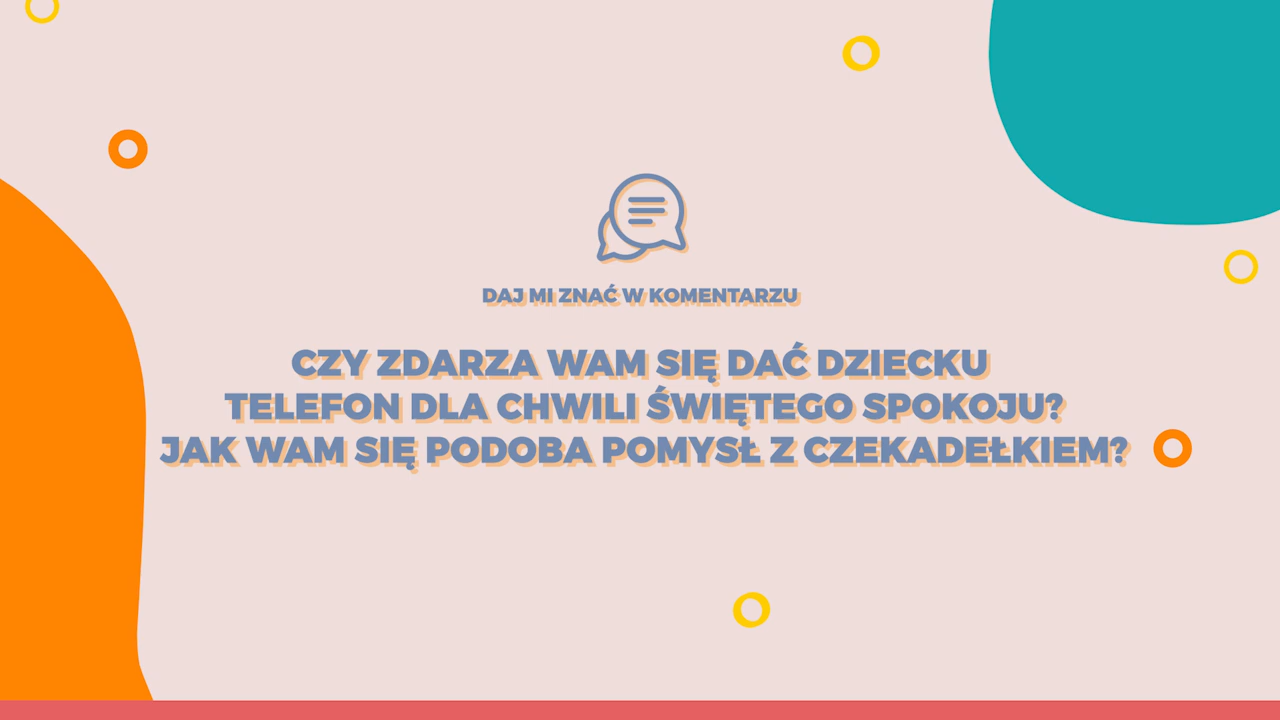 DAJ MI ZNAĆ W KOMENTARZU
CZY ZDARZA WAM SIĘ DAĆ DZIECKU
TELEFON DLA CHWILI ŚWIĘTEGO SPOKOJU?
JAK WAM SIĘ PODOBA POMYSŁ Z CZEKADEŁKIEM?